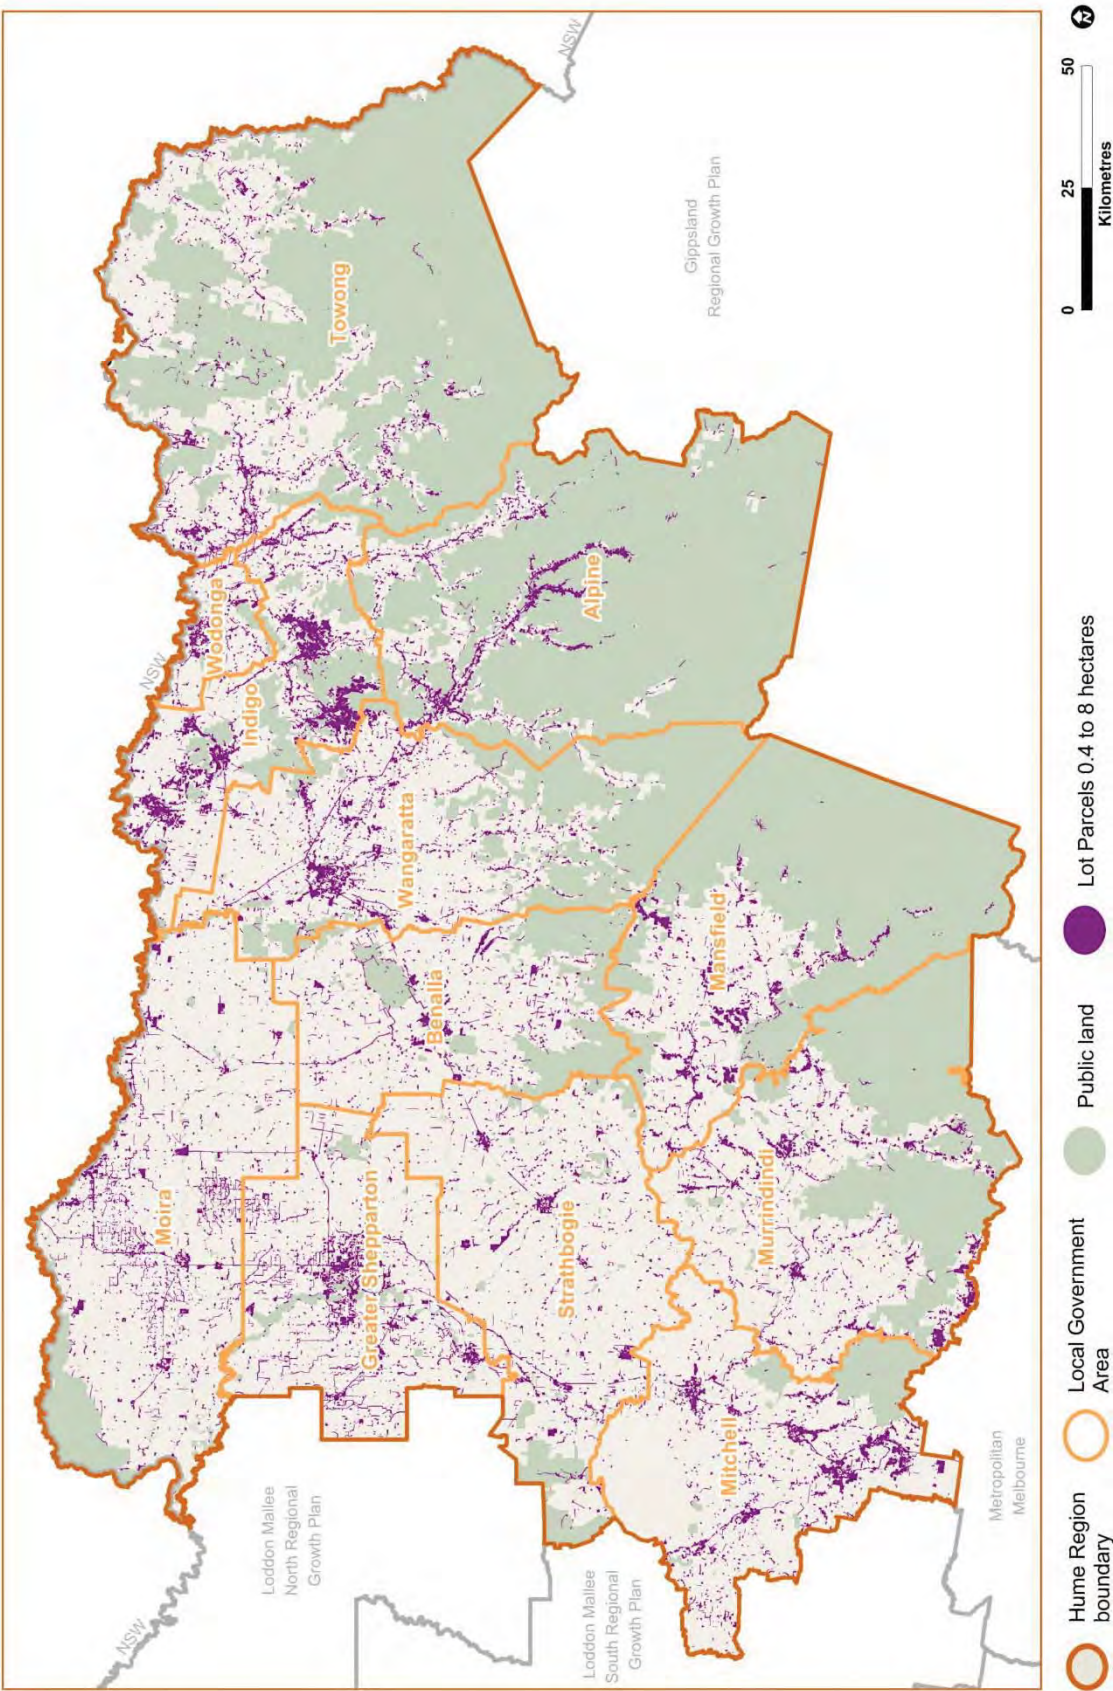 NSW
NSW
NSW
Loddon Mallee
North Regional
Growth Plan
Loddon Mallee
South Regional
Growth Plan
Metropolitan
Melbourne
Gippsland
Regional Growth Plan
Moira
Greater Shepparton
Strathbogie
Mitchell
Murrindindi
Mansfield
Benalla
Wangaratta
Indigo
Wodonga
Alpine
Towong
Hume Region
boundary
Local Government
Area
Public land
Lot Parcels 0.4 to 8 hectares
0
25
50
Kilometres
N